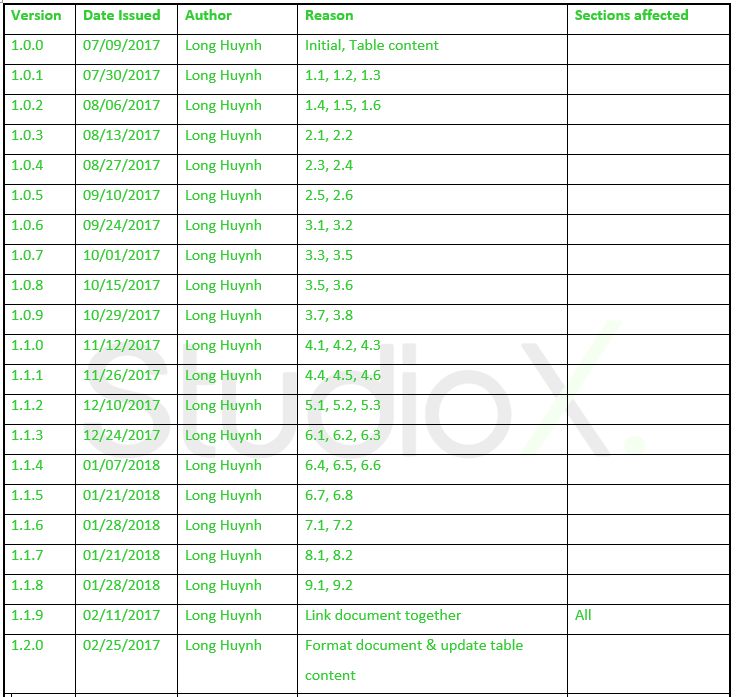 Version Date Issued Author Reason Sections affected
1.0.0 07/09/2017 Long Huynh Initial, Table content
1.0.1 07/30/2017 Long Huynh 1.1, 1.2, 1.3
1.0.2 08/06/2017 Long Huynh 1.4, 1.5, 1.6
1.0.3 08/13/2017 Long Huynh 2.1, 2.2
1.0.4 08/27/2017 Long Huynh 2.3, 2.4
1.0.5 09/10/2017 Long Huynh 2.5, 2.6
1.0.6 09/24/2017 Long Huynh 3.1, 3.2
1.0.7 10/01/2017 Long Huynh 3.3, 3.5
1.0.8 10/15/2017 Long Huynh 3.5, 3.6
1.0.9 10/29/2017 Long Huynh 3.7, 3.8
1.1.0 11/12/2017 Long Huynh 4.1, 4.2, 4.3
1.1.1 11/26/2017 Long Huynh 4.4, 4.5, 4.6
1.1.2 12/10/2017 Long Huynh 5.1, 5.2, 5.3
StudioX.
1.1.3 12/24/2017 Long Huynh 6.1, 6.2, 6.3
1.1.4 01/07/2018 Long Huynh 6.4, 6.5, 6.6
1.1.5 01/21/2018 Long Huynh 6.7, 6.8
1.1.6 01/28/2018 Long Huynh 7.1, 7.2
1.1.7 01/21/2018 Long Huynh 8.1, 8.2
1.1.8 01/28/2018 Long Huynh 9.1, 9.2
1.1.9 02/11/2017 Long Huynh Link document together All
1.2.0 02/25/2017 Long Huynh Format document & update table
content